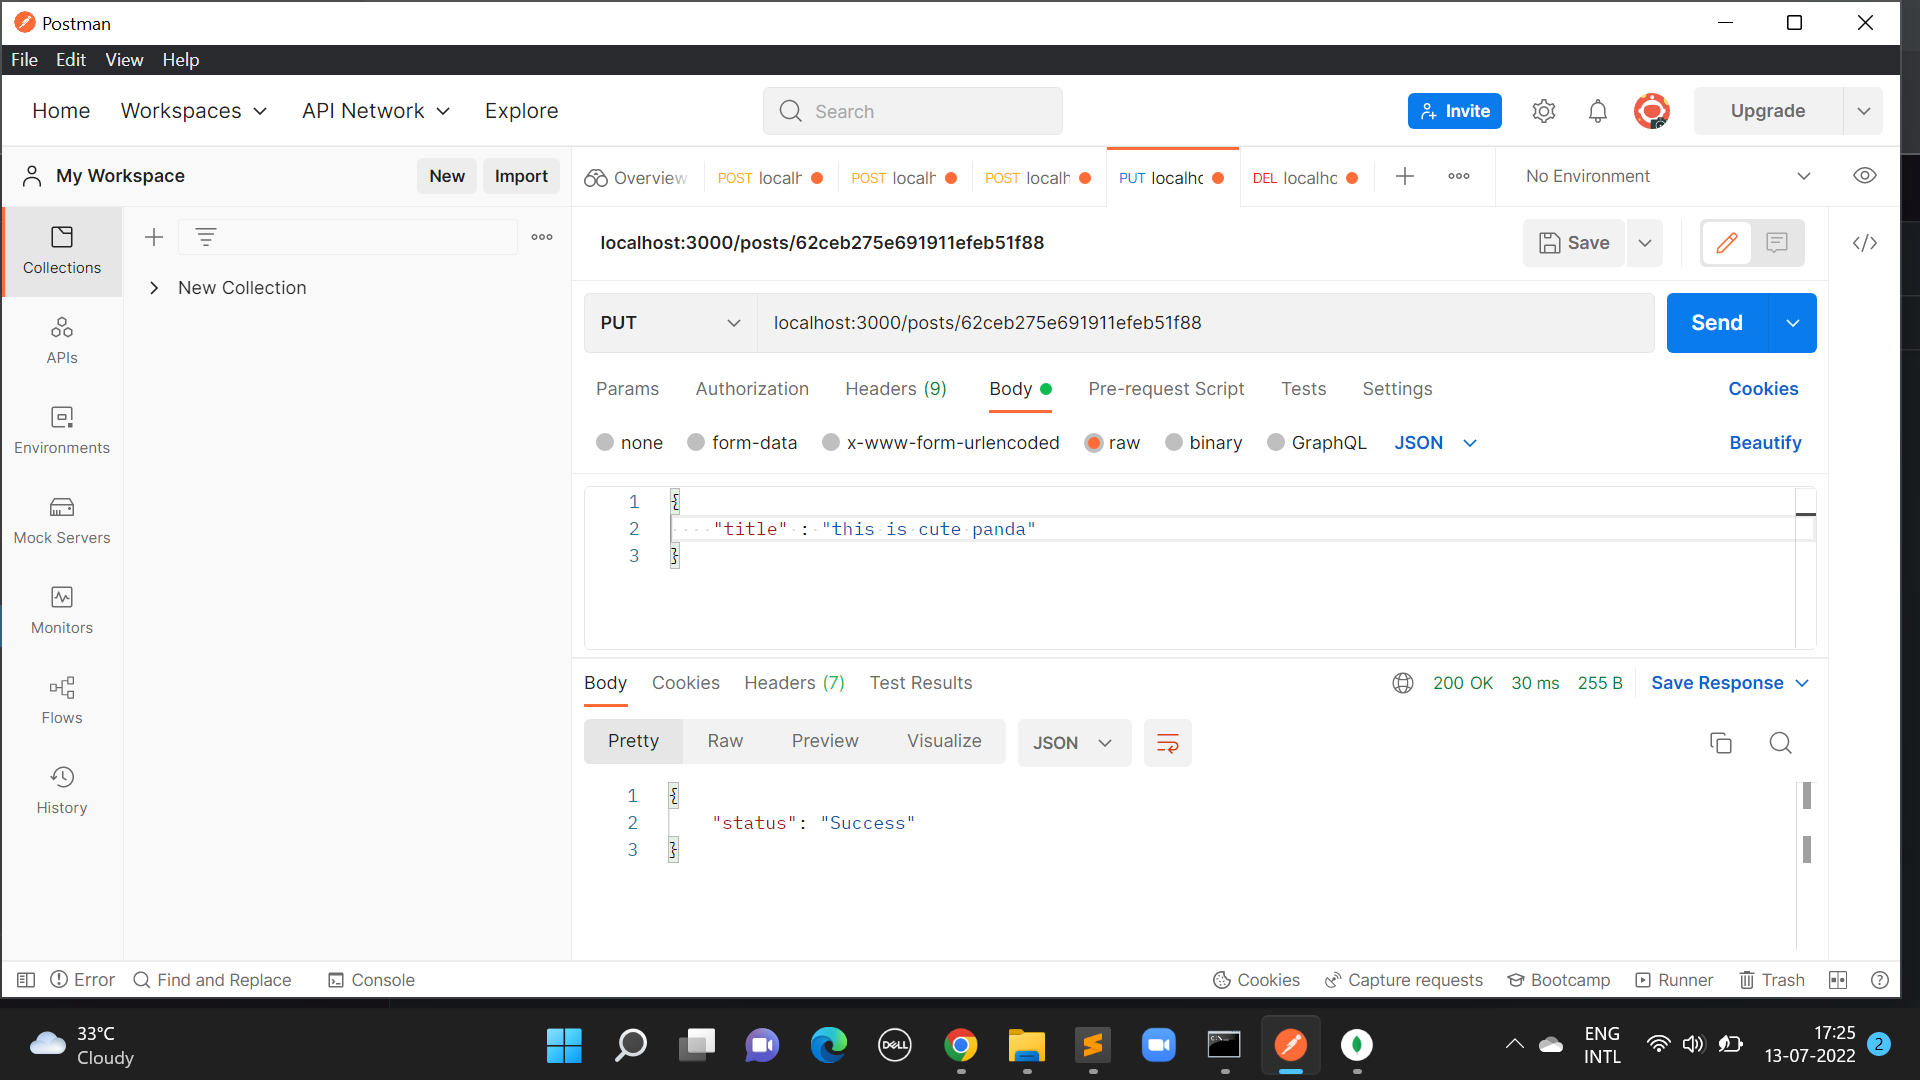 Postman
File Edit View Help
Home Workspaces API Network Explore Search Invite Upgrade
My Workspace New Import
Overview POST localh POST localh POST localh PUT localho DEL localho No Environment
Collections
APIs
Environments
Mock Servers
Monitors
Flows
History
New Collection
localhost:3000/posts/62ceb275e691911efeb51f88 Save
PUT localhost:3000/posts/62ceb275e691911efeb51f88 Send
Params Authorization Headers (9) Body Pre-request Script Tests Settings Cookies
none form-data x-www-form-urlencoded raw binary GraphQL JSON Beautify
1 {
2 "title" : "this is cute panda"
3 }
Body Cookies Headers (7) Test Results 200 OK 30 ms 255 B Save Response
Pretty Raw Preview Visualize JSON
1 {
2 "status": "Success"
3 }
Error Find and Replace Console Cookies Capture requests Bootcamp Runner Trash
33°C
Cloudy
DELL
ENG
INTL
17:25
13-07-2022
2